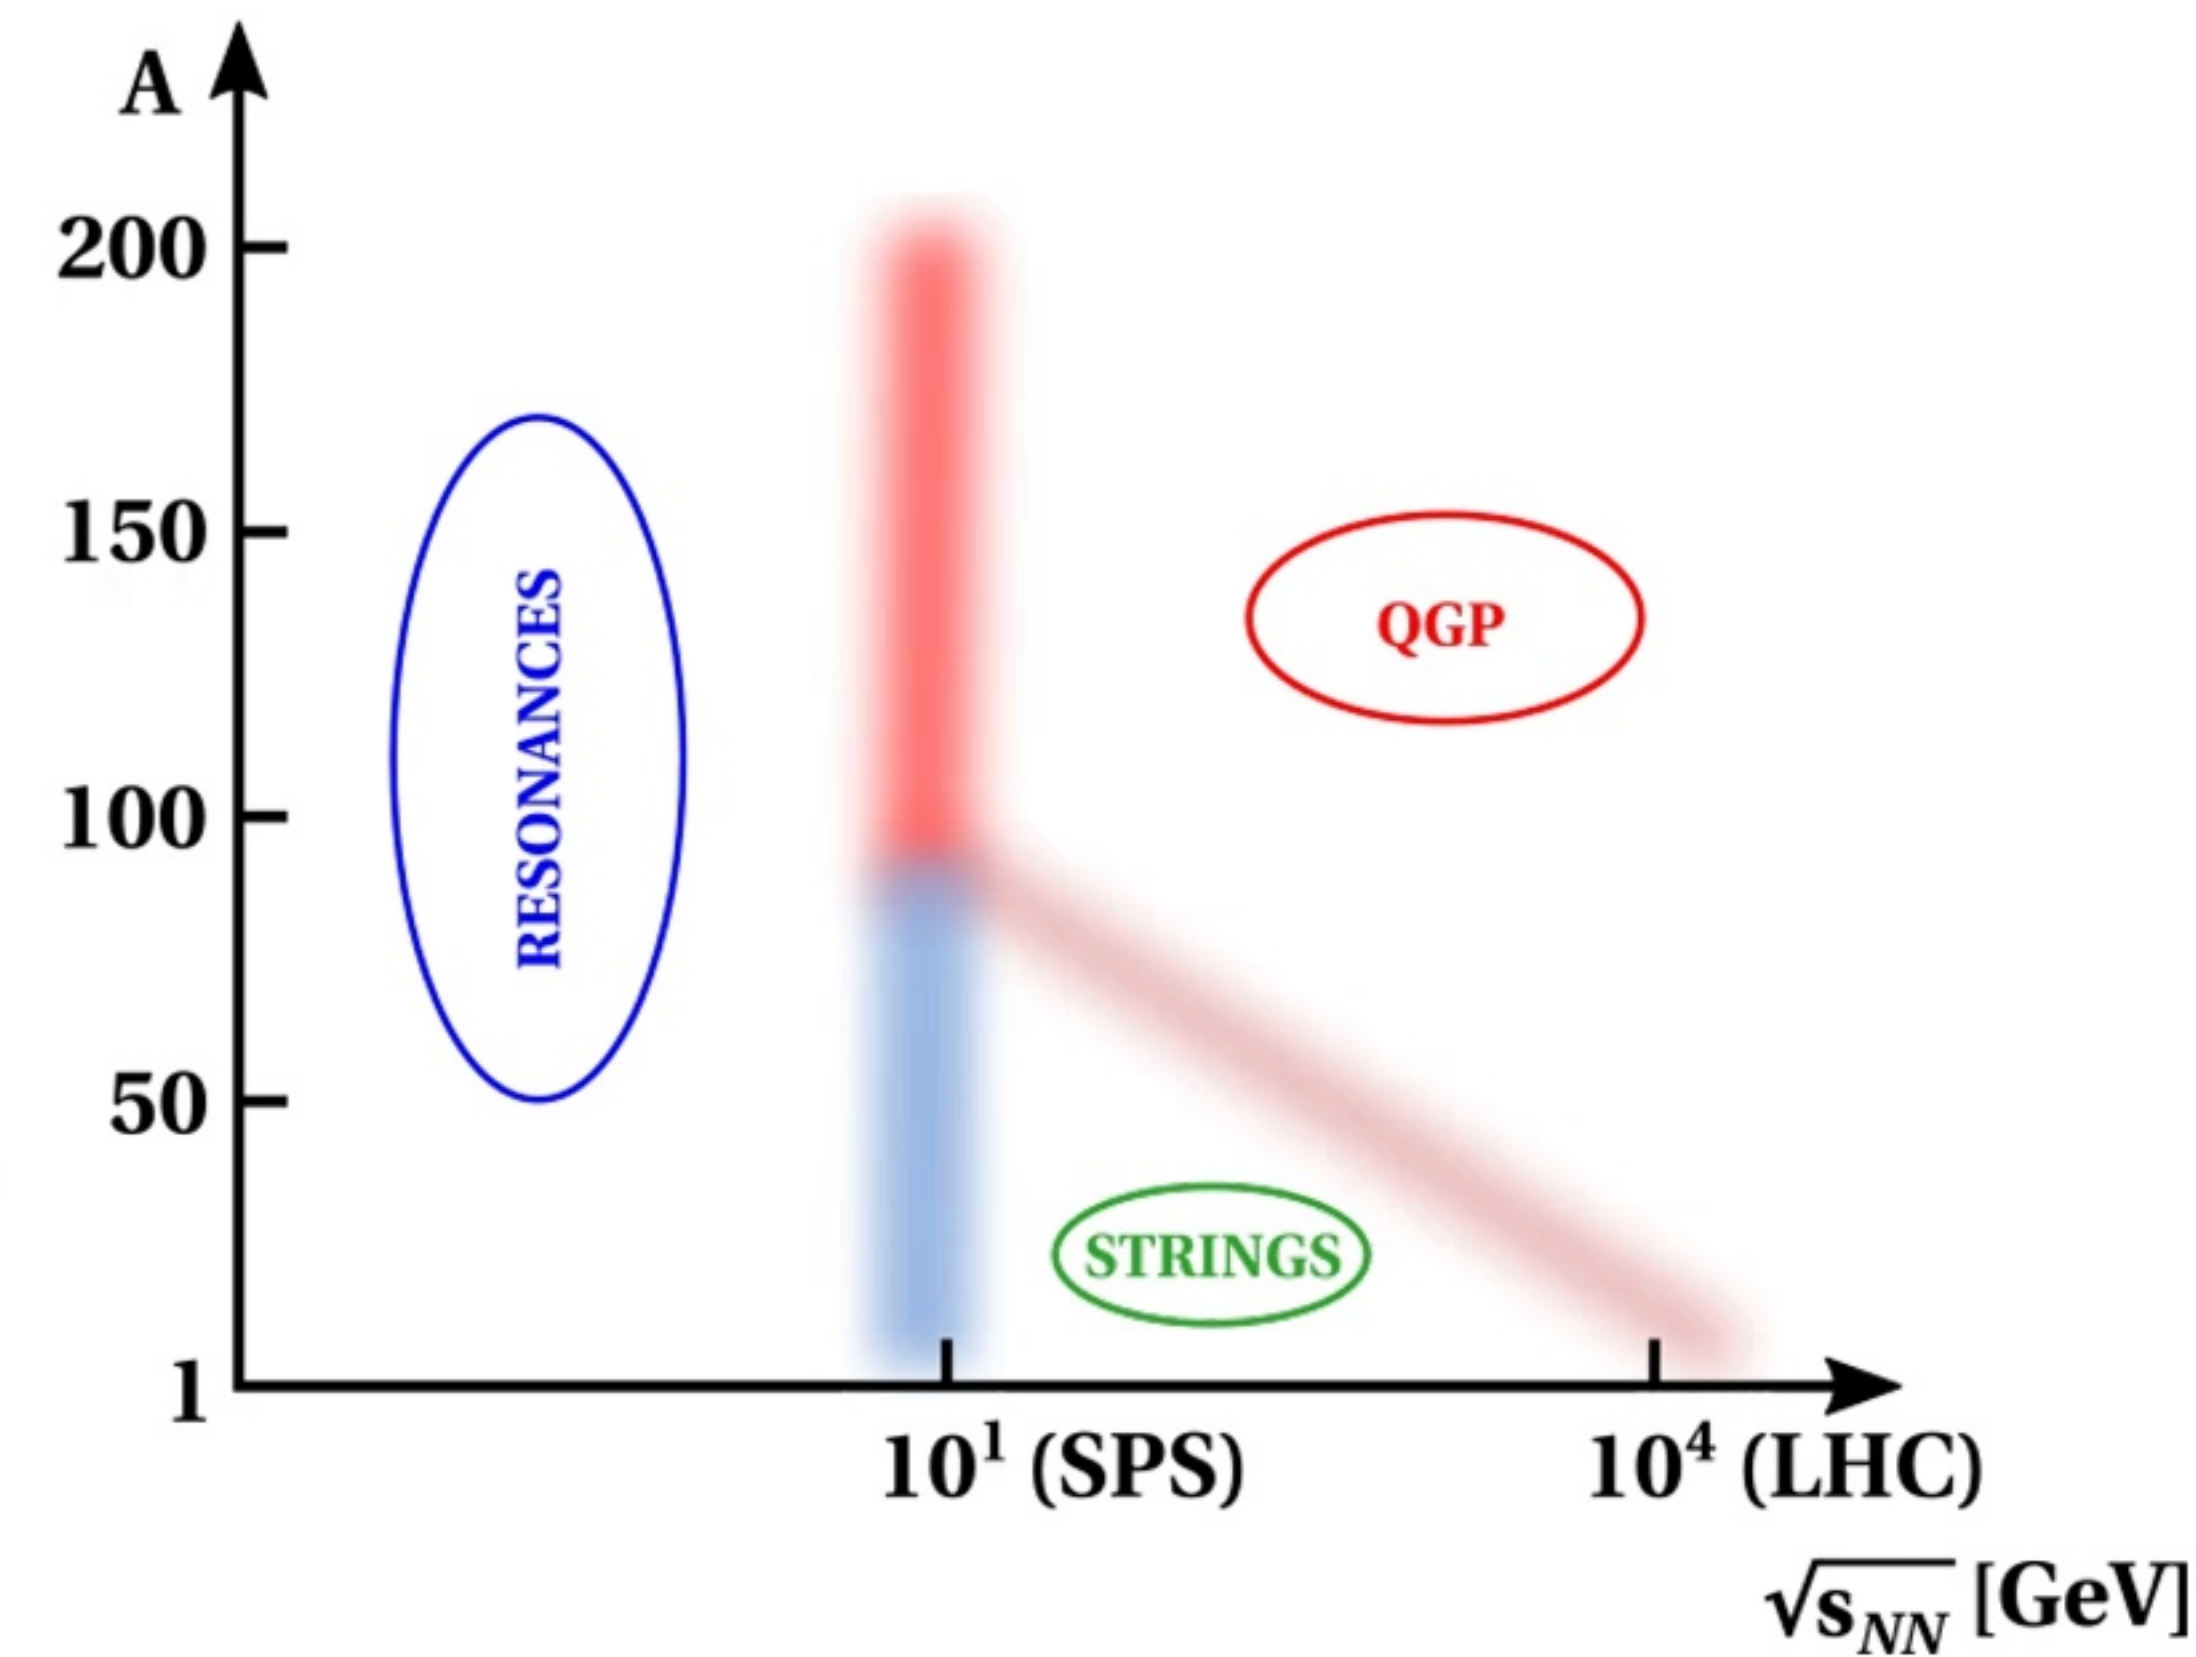 A
200
150
100
50
1
RESONANCES
QGP
STRINGS
10¹ (SPS)
10⁴ (LHC)
√s_NN [GeV]